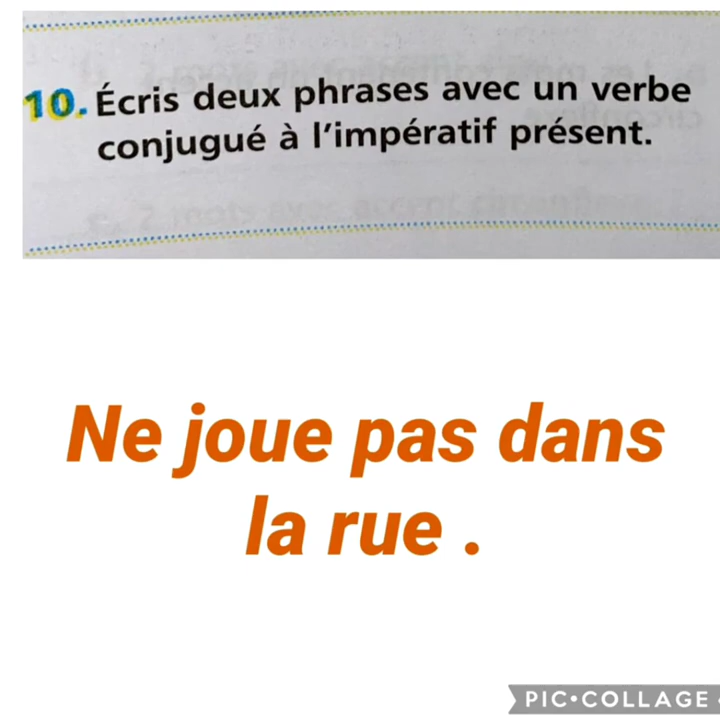 10. Écris deux phrases avec un verbe
conjugué à l'impératif présent.
Ne joue pas dans
la rue .
PIC•COLLAGE